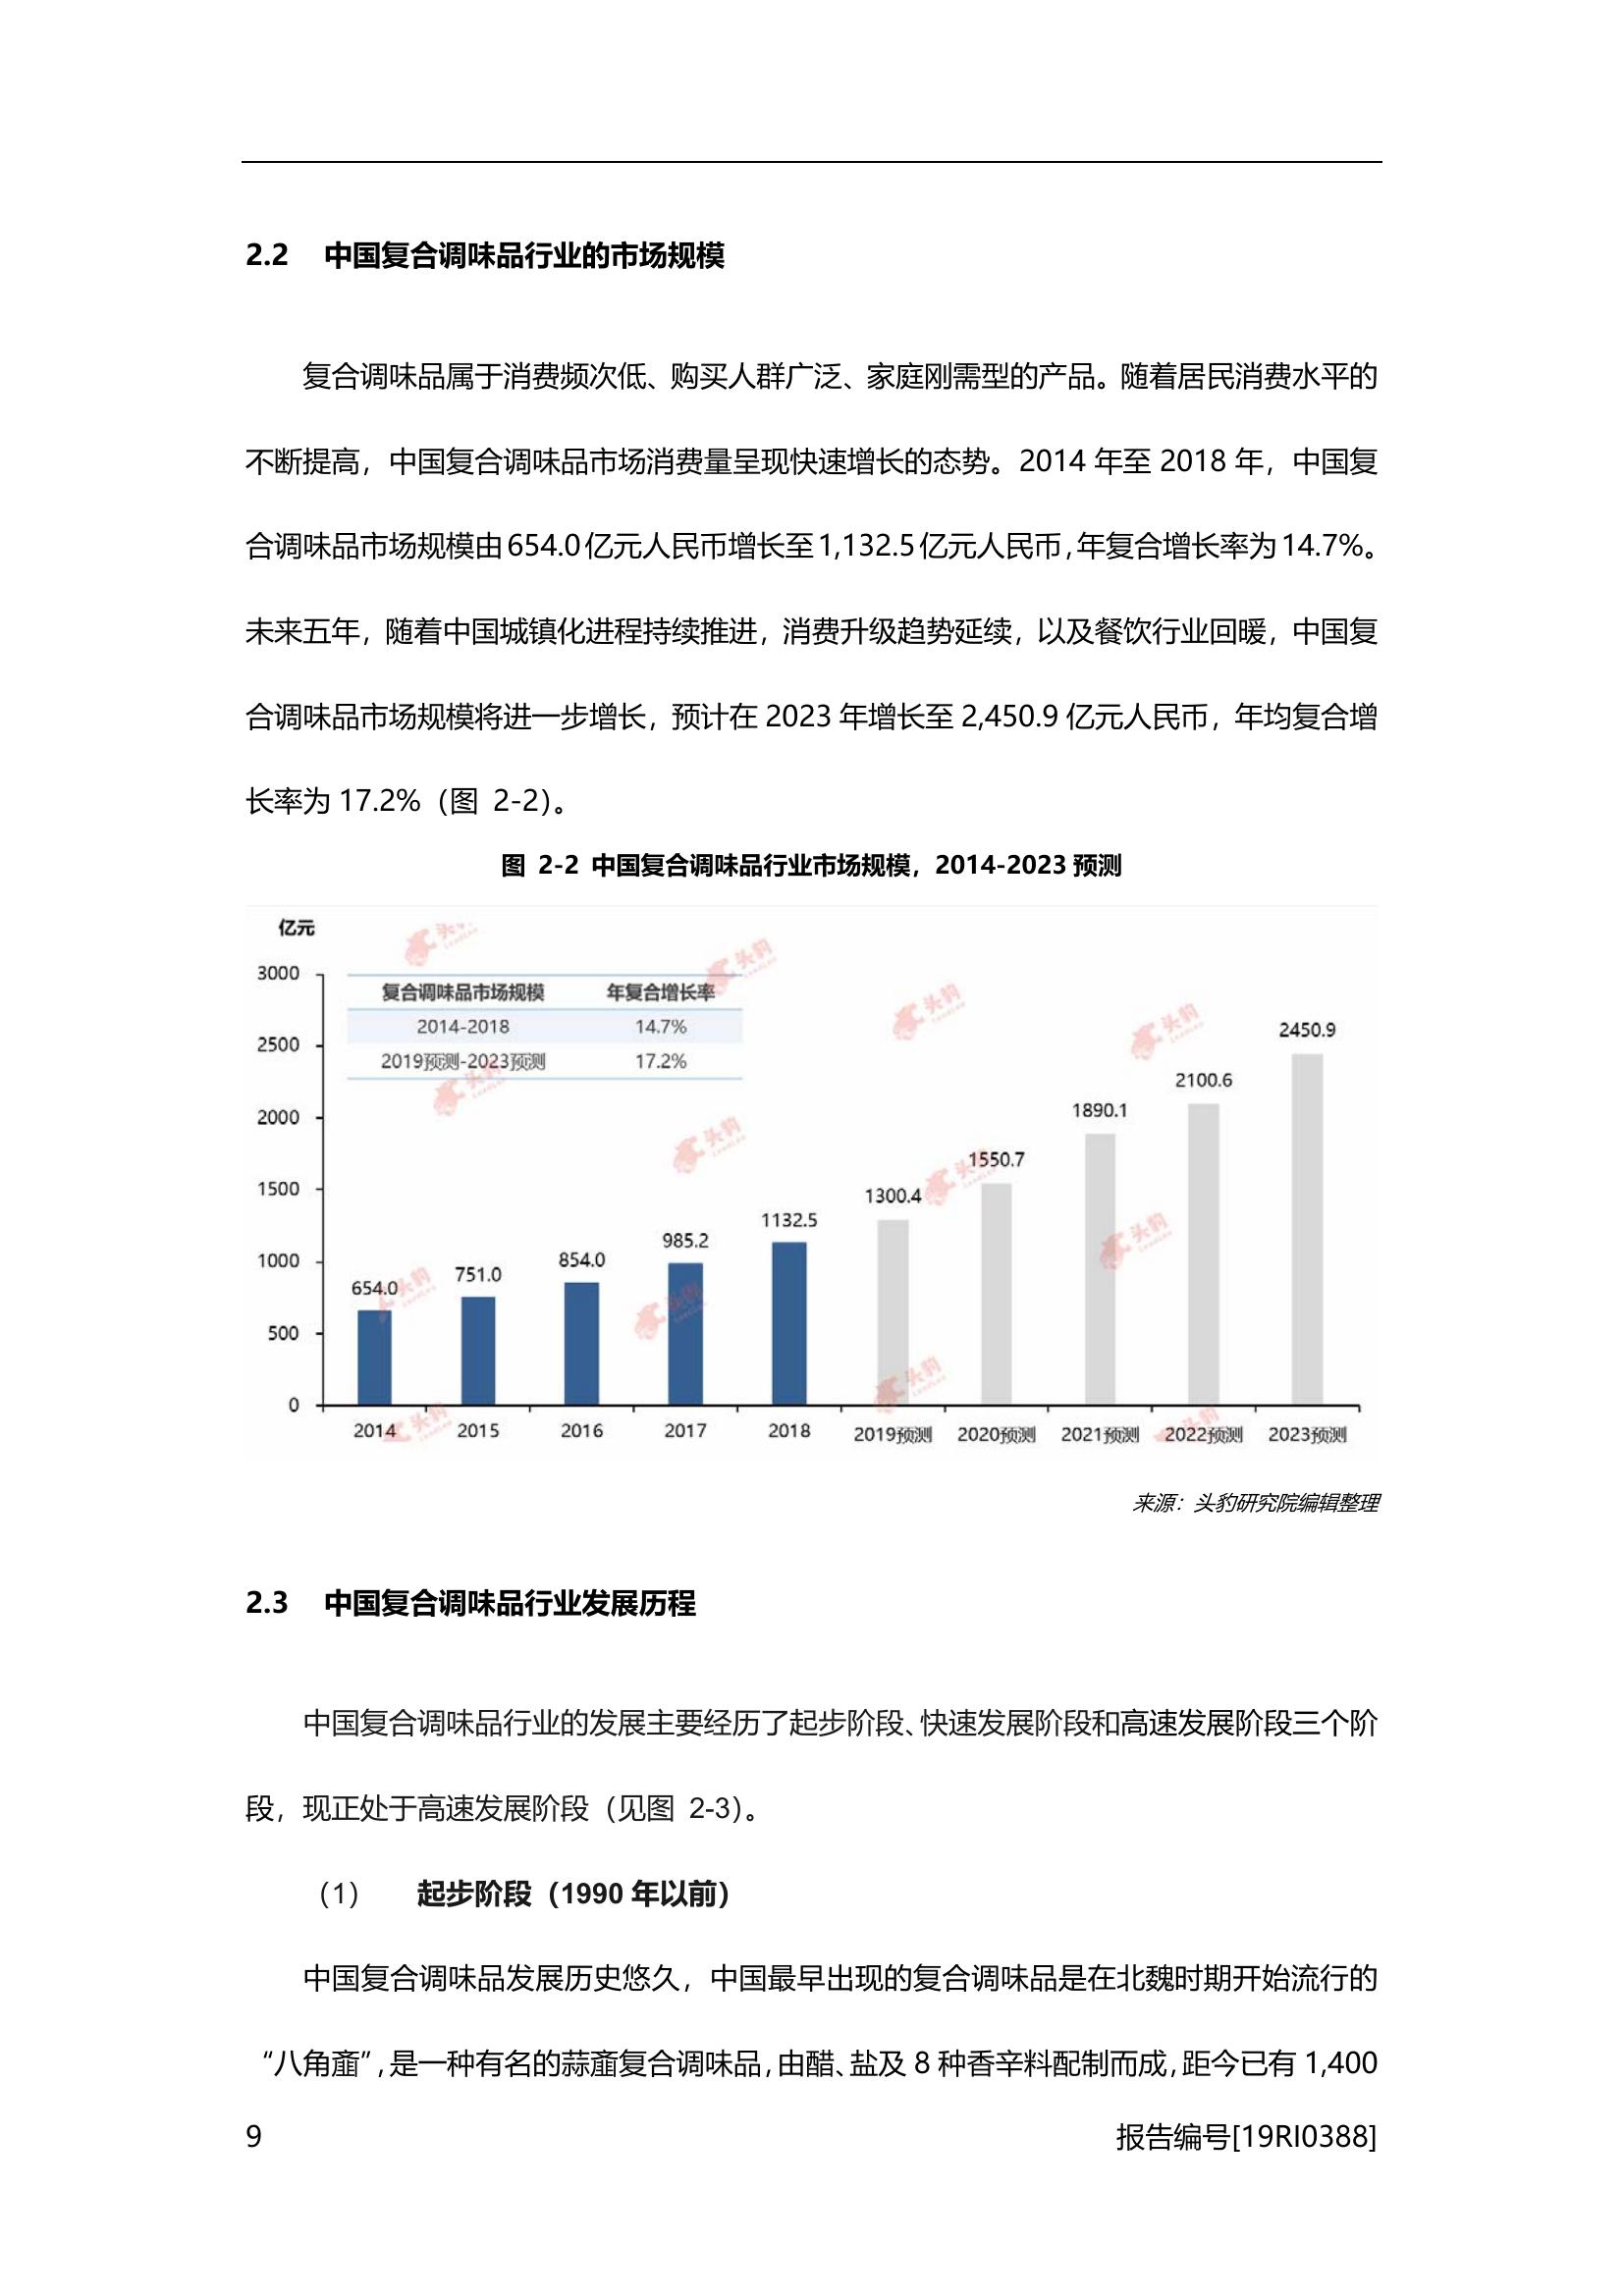 2.2 中国复合调味品行业的市场规模
复合调味品属于消费频次低、购买人群广泛、家庭刚需型的产品。随着居民消费水平的
不断提高，中国复合调味品市场消费量呈现快速增长的态势。2014 年至 2018 年，中国复
合调味品市场规模由 654.0 亿元人民币增长至 1,132.5 亿元人民币，年复合增长率为 14.7%。
未来五年，随着中国城镇化进程持续推进，消费升级趋势延续，以及餐饮行业回暖，中国复
合调味品市场规模将进一步增长，预计在 2023 年增长至 2,450.9 亿元人民币，年均复合增
长率为 17.2%（图 2-2）。
图 2-2 中国复合调味品行业市场规模，2014-2023 预测
亿元
复合调味品市场规模 年复合增长率
2014-2018 14.7%
2019预测-2023预测 17.2%
3000
2500
2000
1500
1000
500
0
654.0 751.0 854.0 985.2 1132.5 1300.4 1550.7 1890.1 2100.6 2450.9
2014 2015 2016 2017 2018 2019预测 2020预测 2021预测 2022预测 2023预测
头豹
来源：头豹研究院编辑整理
2.3 中国复合调味品行业发展历程
中国复合调味品行业的发展主要经历了起步阶段、快速发展阶段和高速发展阶段三个阶
段，现正处于高速发展阶段（见图 2-3）。
（1） 起步阶段（1990 年以前）
中国复合调味品发展历史悠久，中国最早出现的复合调味品是在北魏时期开始流行的
“八角齑”，是一种有名的蒜齑复合调味品，由醋、盐及 8 种香辛料配制而成，距今已有 1,400
9 报告编号[19RI0388]